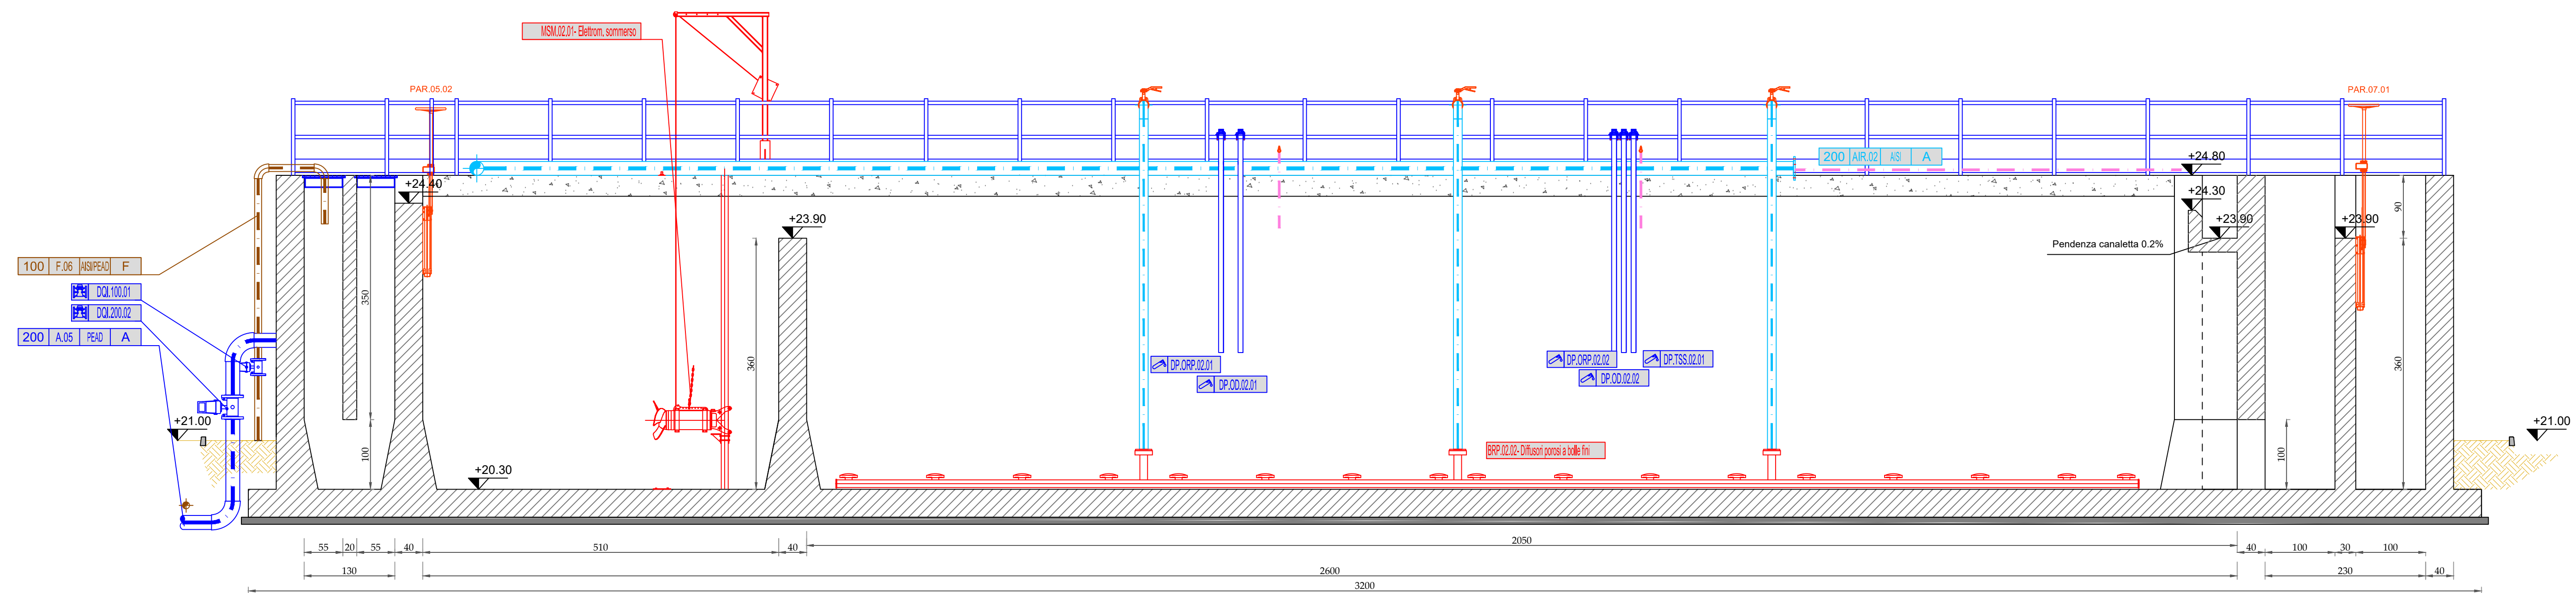 MSM.02.01- Elettrom, sommerso
PAR.05.02
PAR.07.01
200 AIR.02 AISI A
+24.80
+24.40
+24.30
+23.90
+23.90
+23.90
90
Pendenza canaletta 0.2%
100 F.06 AISI/PEAD F
DQI.100.01
DQI.200.02
200 A.05 PEAD A
350
360
360
DP.ORP.02.01
DP.OD.02.01
DP.ORP.02.02
DP.TSS.02.01
DP.OD.02.02
+21.00
+21.00
BRP.02.02- Diffusori porosi a bolle fini
100
100
+20.30
55 20 55 40 510 40 2050 40 100 30 100
130 2600 230 40
3200